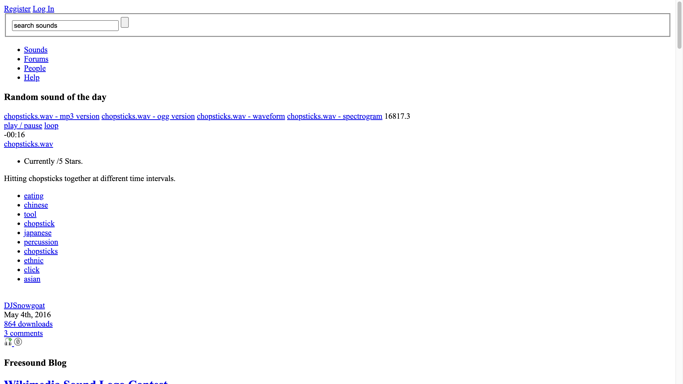 Register Log In
search sounds
Sounds
Forums
People
Help
Random sound of the day
chopsticks.wav - mp3 version chopsticks.wav - ogg version chopsticks.wav - waveform chopsticks.wav - spectrogram 16817.3
play / pause loop
-00:16
chopsticks.wav
Currently /5 Stars.
Hitting chopsticks together at different time intervals.
eating
chinese
tool
chopstick
japanese
percussion
chopsticks
ethnic
click
asian
DJSnowgoat
May 4th, 2016
864 downloads
3 comments
Freesound Blog
Wikimedia Sound Logo Contest